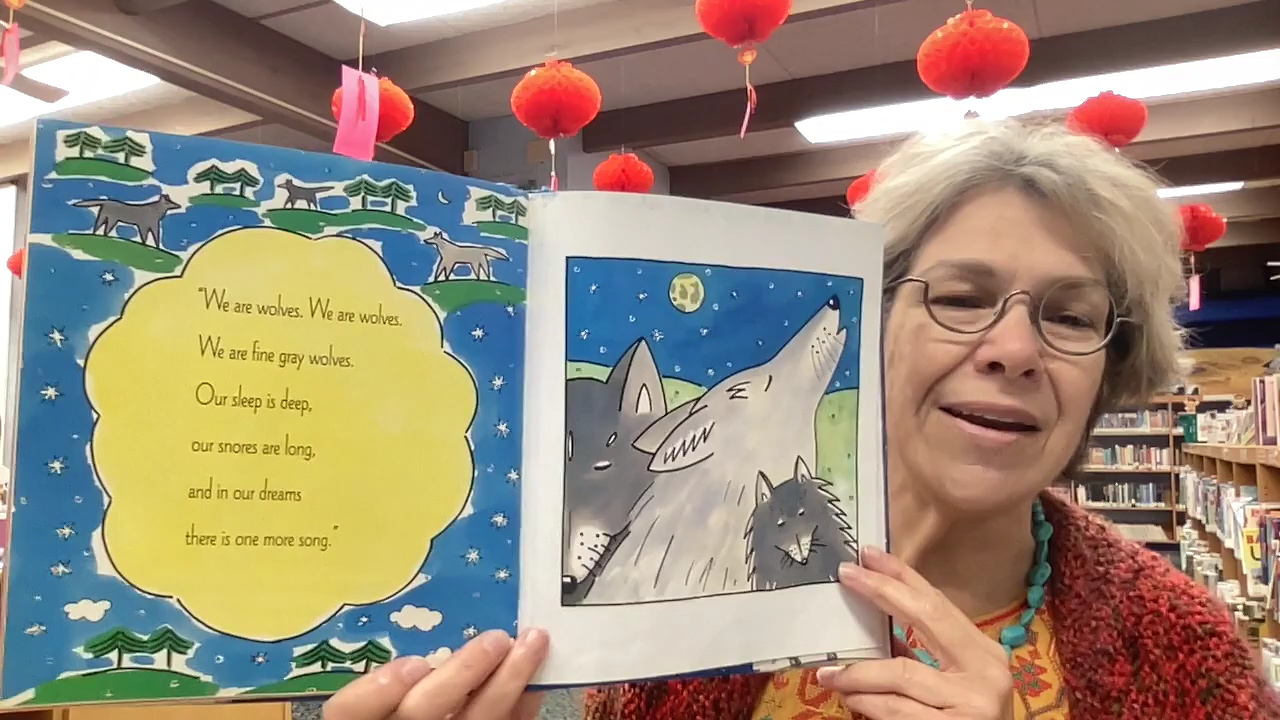 "We are wolves. We are wolves.
We are fine gray wolves.
Our sleep is deep,
our snores are long,
and in our dreams
there is one more song."